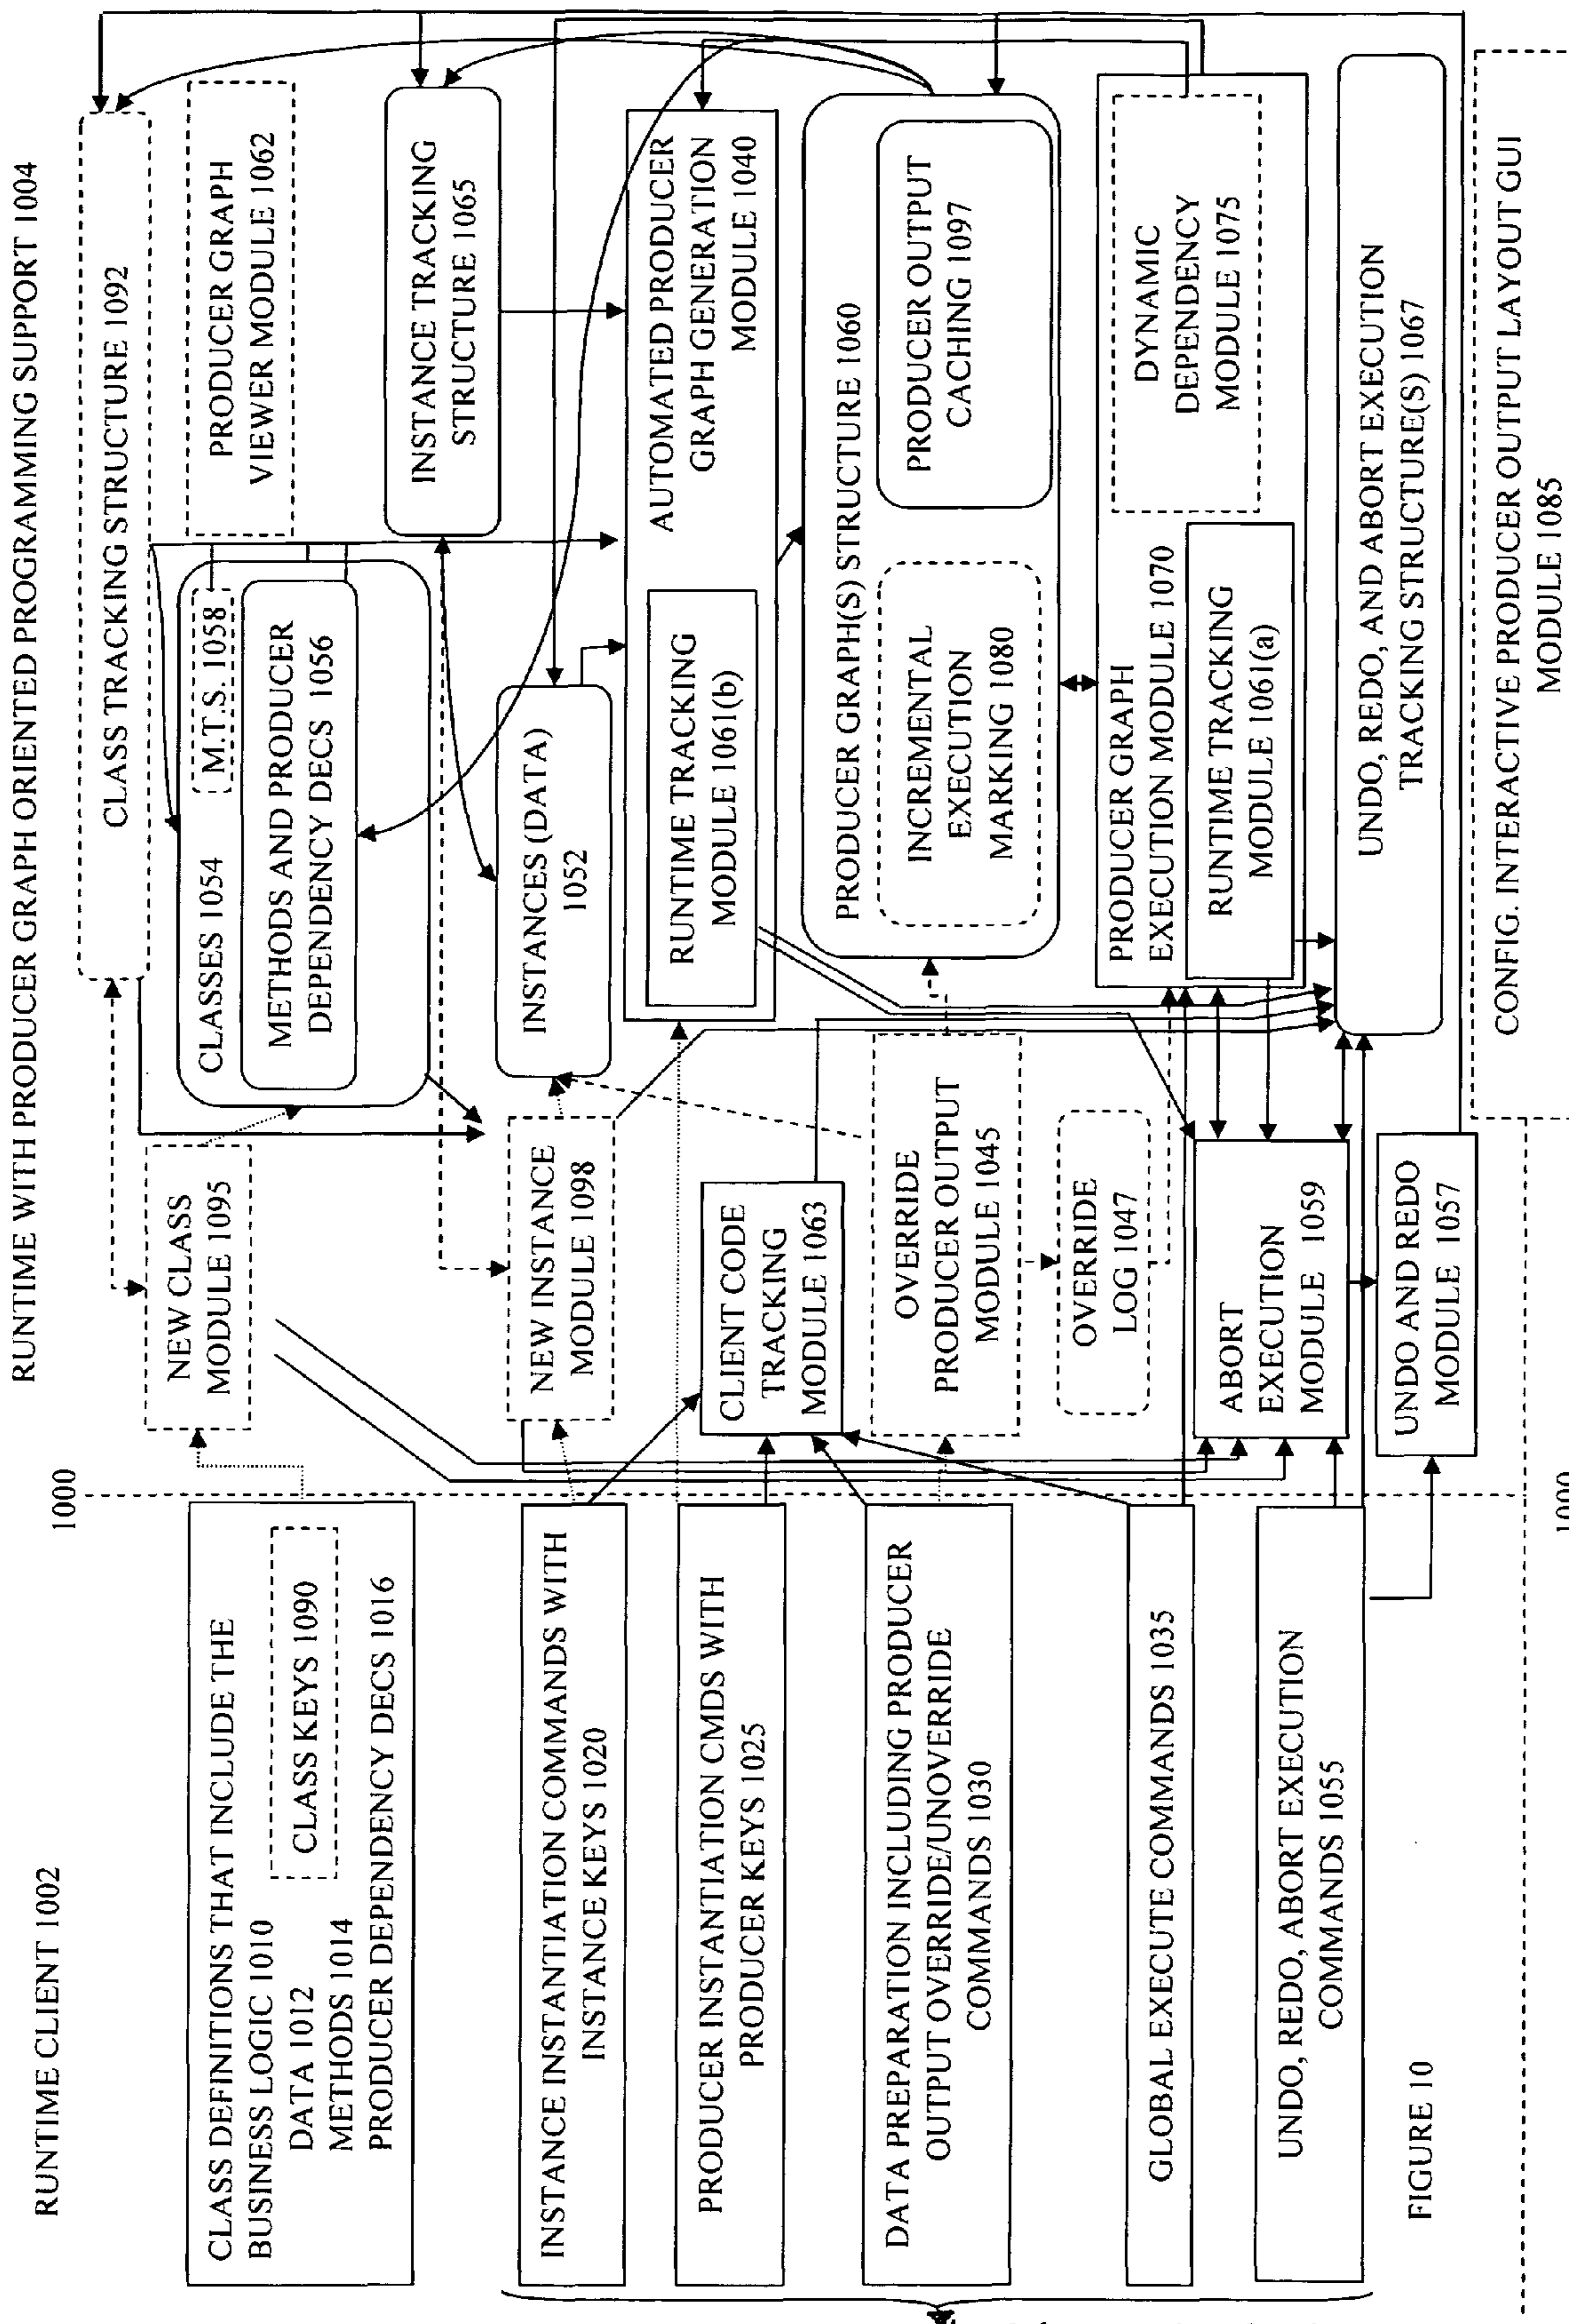 RUNTIME CLIENT 1002
RUNTIME WITH PRODUCER GRAPH ORIENTED PROGRAMMING SUPPORT 1004
1000
CLASS DEFINITIONS THAT INCLUDE THE
BUSINESS LOGIC 1010
DATA 1012
METHODS 1014
PRODUCER DEPENDENCY DECS 1016
CLASS KEYS 1090
INSTANCE INSTANTIATION COMMANDS WITH
INSTANCE KEYS 1020
PRODUCER INSTANTIATION CMDS WITH
PRODUCER KEYS 1025
DATA PREPARATION INCLUDING PRODUCER
OUTPUT OVERRIDE/UNOVERRIDE
COMMANDS 1030
GLOBAL EXECUTE COMMANDS 1035
UNDO, REDO, ABORT EXECUTION
COMMANDS 1055
FIGURE 10
NEW CLASS
MODULE 1095
NEW INSTANCE
MODULE 1098
CLIENT CODE
TRACKING
MODULE 1063
OVERRIDE
PRODUCER OUTPUT
MODULE 1045
OVERRIDE
LOG 1047
ABORT
EXECUTION
MODULE 1059
UNDO AND REDO
MODULE 1057
CLASS TRACKING STRUCTURE 1092
CLASSES 1054
M.T.S. 1058
METHODS AND PRODUCER
DEPENDENCY DECS 1056
PRODUCER GRAPH
VIEWER MODULE 1062
INSTANCE TRACKING
STRUCTURE 1065
INSTANCES (DATA)
1052
AUTOMATED PRODUCER
GRAPH GENERATION
MODULE 1040
RUNTIME TRACKING
MODULE 1061(b)
PRODUCER GRAPH(S) STRUCTURE 1060
INCREMENTAL
EXECUTION
MARKING 1080
PRODUCER OUTPUT
CACHING 1097
PRODUCER GRAPH
EXECUTION MODULE 1070
RUNTIME TRACKING
MODULE 1061(a)
DYNAMIC
DEPENDENCY
MODULE 1075
UNDO, REDO, AND ABORT EXECUTION
TRACKING STRUCTURE(S) 1067
CONFIG. INTERACTIVE PRODUCER OUTPUT LAYOUT GUI
MODULE 1085